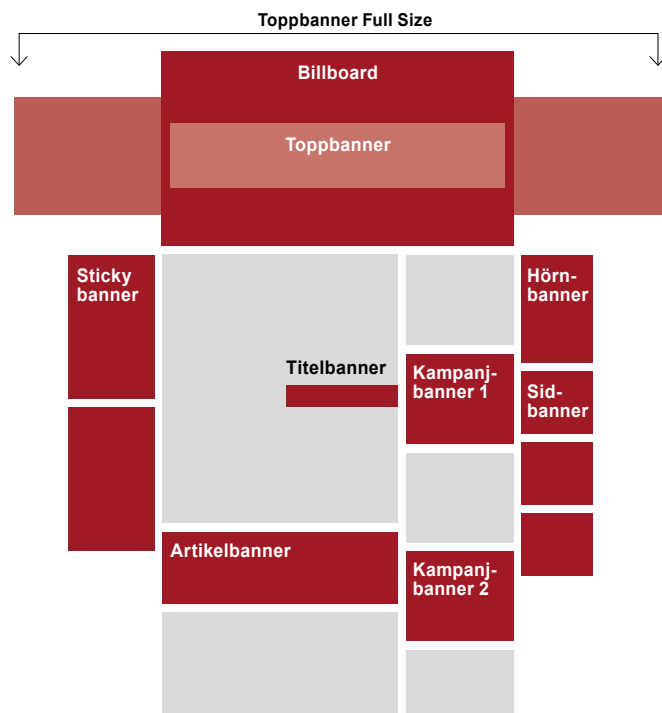 Toppbanner Full Size
Billboard
Toppbanner
Sticky
banner
Hörn-
banner
Titelbanner
Kampanj-
banner 1
Sid-
banner
Artikelbanner
Kampanj-
banner 2